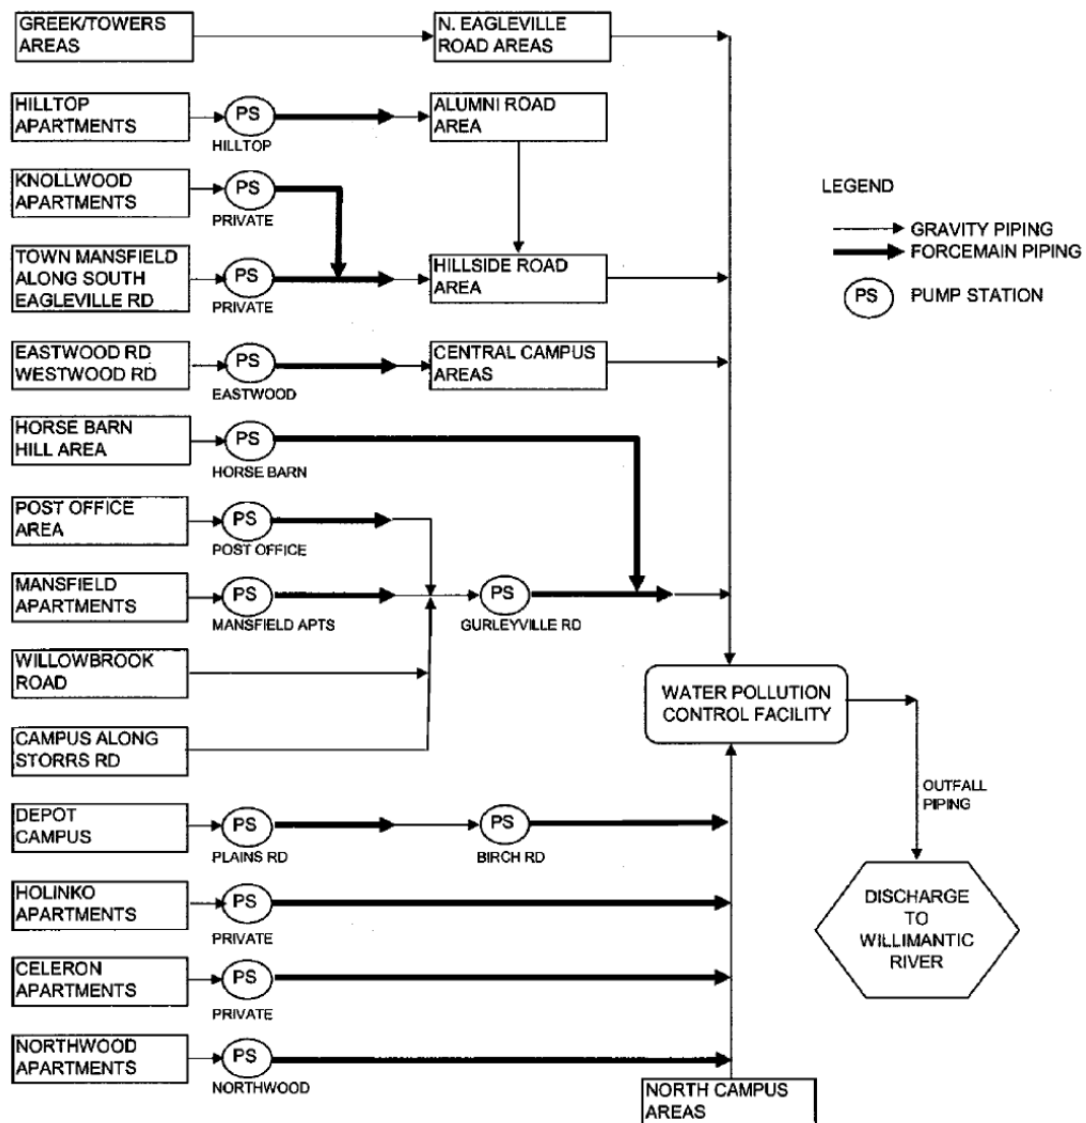 GREEK/TOWERS
AREAS
N. EAGLEVILLE
ROAD AREAS
HILLTOP
APARTMENTS
PS
HILLTOP
ALUMNI ROAD
AREA
KNOLLWOOD
APARTMENTS
PS
PRIVATE
TOWN MANSFIELD
ALONG SOUTH
EAGLEVILLE RD
PS
PRIVATE
HILLSIDE ROAD
AREA
LEGEND
GRAVITY PIPING
FORCEMAIN PIPING
PS
PUMP STATION
EASTWOOD RD
WESTWOOD RD
PS
EASTWOOD
CENTRAL CAMPUS
AREAS
HORSE BARN
HILL AREA
PS
HORSE BARN
POST OFFICE
AREA
PS
POST OFFICE
MANSFIELD
APARTMENTS
PS
MANSFIELD APTS
PS
GURLEYVILLE RD
WILLOWBROOK
ROAD
CAMPUS ALONG
STORRS RD
WATER POLLUTION
CONTROL FACILITY
OUTFALL
PIPING
DEPOT
CAMPUS
PS
PLAINS RD
PS
BIRCH RD
HOLINKO
APARTMENTS
PS
PRIVATE
DISCHARGE
TO
WILLIMANTIC
RIVER
CELERON
APARTMENTS
PS
PRIVATE
NORTHWOOD
APARTMENTS
PS
NORTHWOOD
NORTH CAMPUS
AREAS